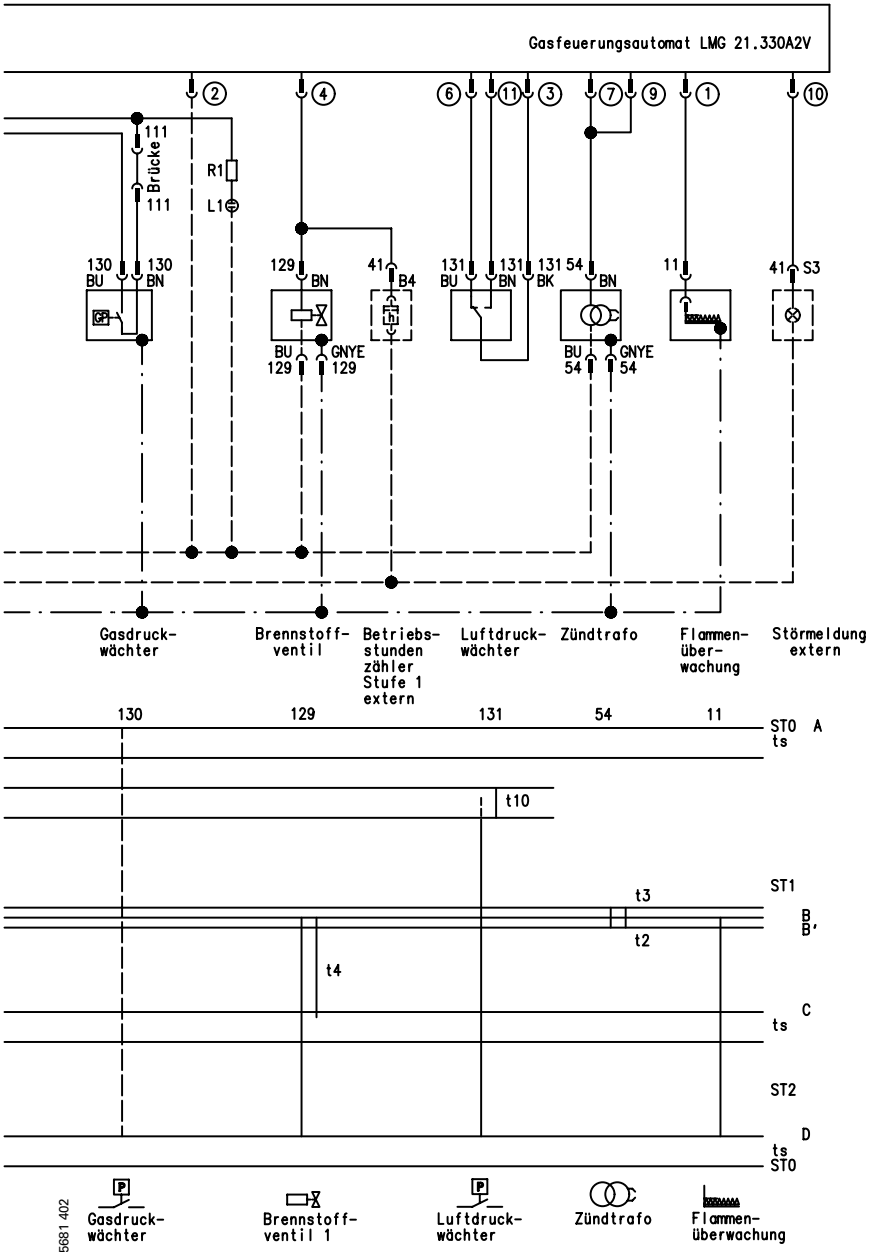 Gasfeuerungsautomat LMG 21.330A2V
2 4 6 11 3 7 9 1 10
111
Brücke
111
R1
L1
130 130
BU BN
GP
129
BN
41
B4
h
131 131 131
BU BN BK
54
BN
11
41 S3
BU GNYE
129 129
BU GNYE
54 54
Gasdruck-
wächter
Brennstoff-
ventil
Betriebs-
stunden
zähler
Stufe 1
extern
Luftdruck-
wächter
Zündtrafo
Flammen-
über-
wachung
Störmeldung
extern
130 129 131 54 11
ST0 A
ts
t10
ST1
t3
B
B'
t2
t4
C
ts
ST2
D
ts
ST0
P
Gasdruck-
wächter
Brennstoff-
ventil 1
P
Luftdruck-
wächter
Zündtrafo
Flammen-
überwachung
5681 402